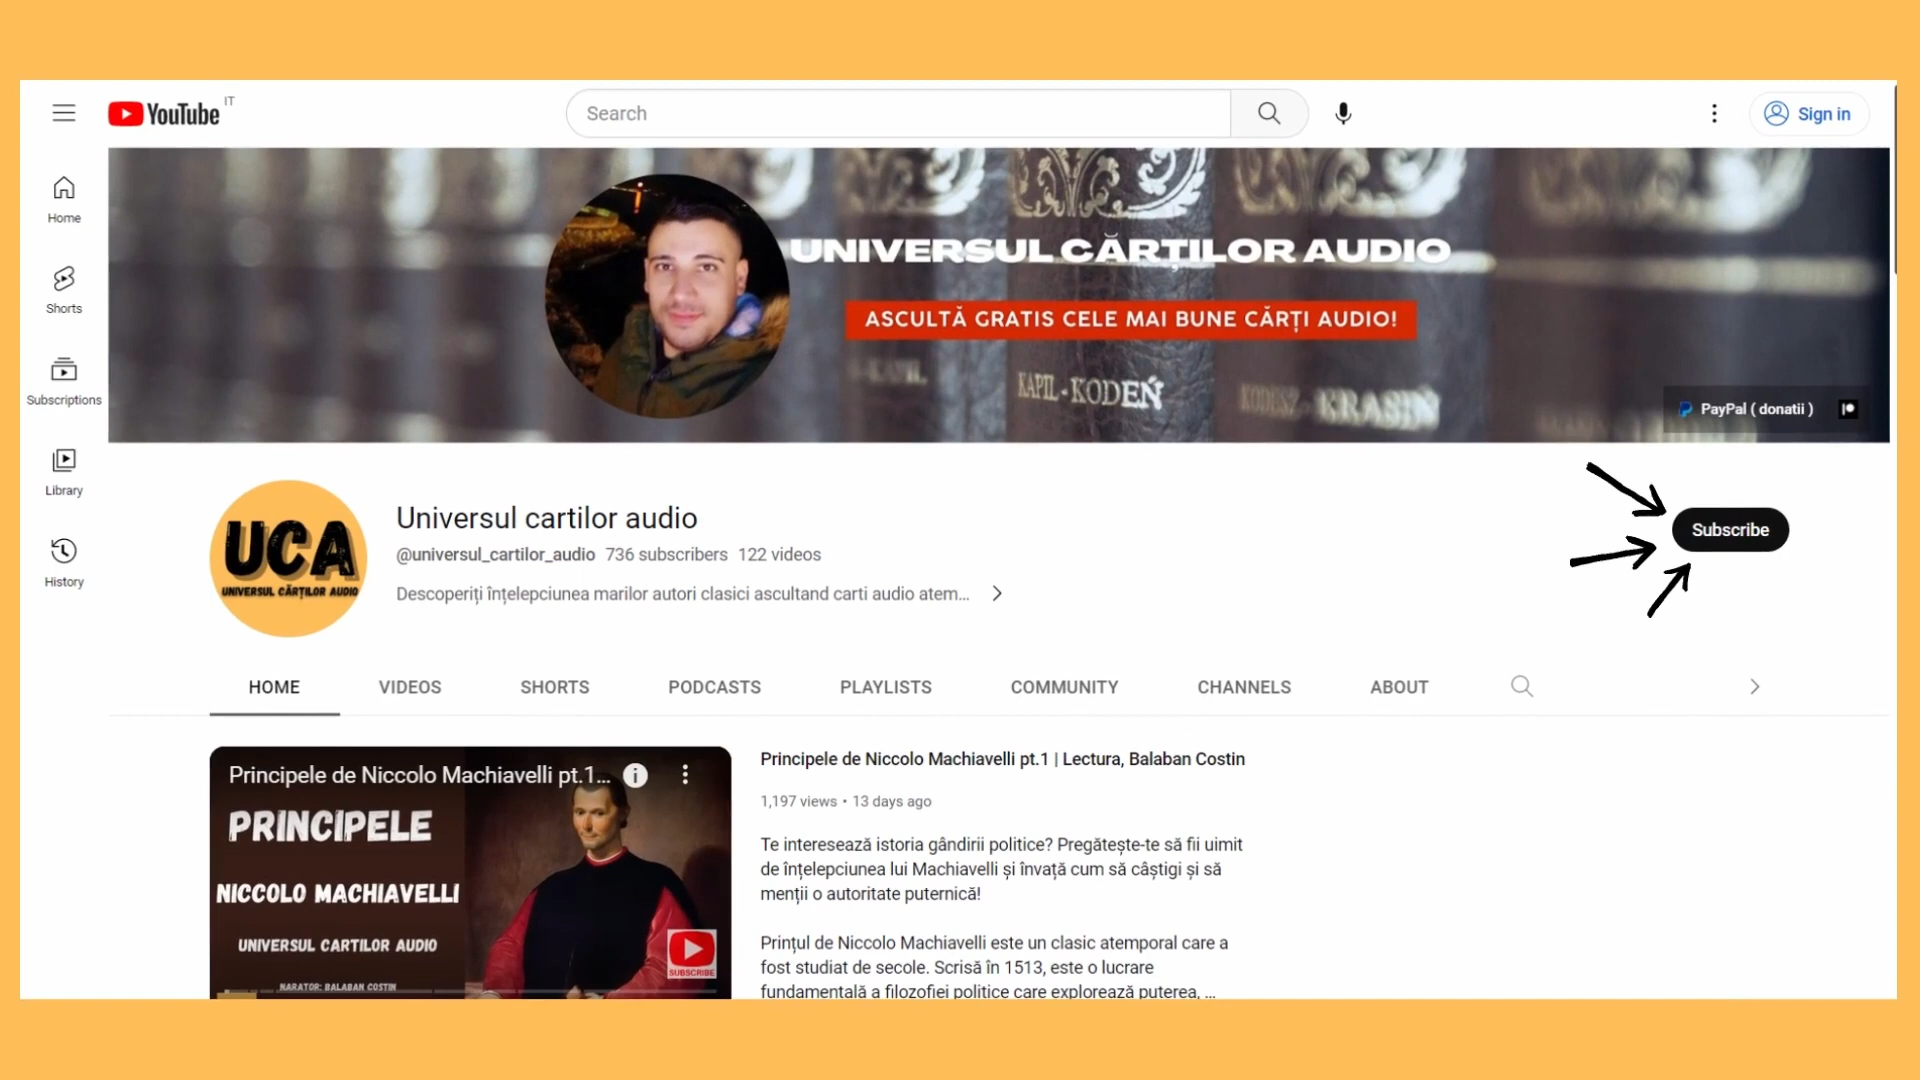 YouTube IT
Search
Sign in
Home
Shorts
Subscriptions
Library
History
UNIVERSUL CĂRȚILOR AUDIO
ASCULTĂ GRATIS CELE MAI BUNE CĂRȚI AUDIO!
KAPIL-KODEŃ
KODESZ-KRASIŃ
PayPal ( donatii )
UCA
UNIVERSUL CĂRȚILOR AUDIO
Universul cartilor audio
@universul_cartilor_audio 736 subscribers 122 videos
Descoperiți înțelepciunea marilor autori clasici ascultand carti audio atem...
Subscribe
HOME VIDEOS SHORTS PODCASTS PLAYLISTS COMMUNITY CHANNELS ABOUT
Principele de Niccolo Machiavelli pt.1...
PRINCIPELE
NICCOLO MACHIAVELLI
UNIVERSUL CARTILOR AUDIO
NARATOR: BALABAN COSTIN
SUBSCRIBE
Principele de Niccolo Machiavelli pt.1 | Lectura, Balaban Costin
1,197 views • 13 days ago
Te interesează istoria gândirii politice? Pregătește-te să fii uimit
de înțelepciunea lui Machiavelli și învață cum să câștigi și să
menții o autoritate puternică!
Prințul de Niccolo Machiavelli este un clasic atemporal care a
fost studiat de secole. Scrisă în 1513, este o lucrare
fundamentală a filozofiei politice care explorează puterea, ...